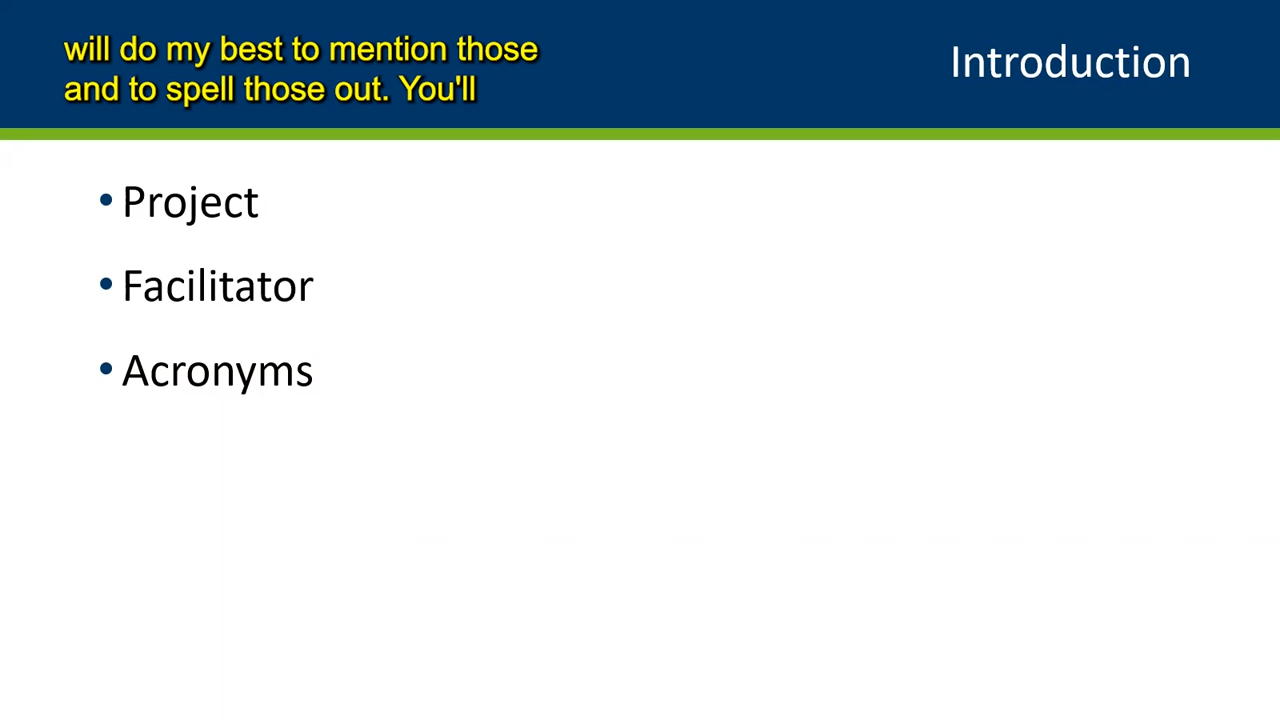 will do my best to mention those
and to spell those out. You'll
Introduction
• Project
• Facilitator
• Acronyms